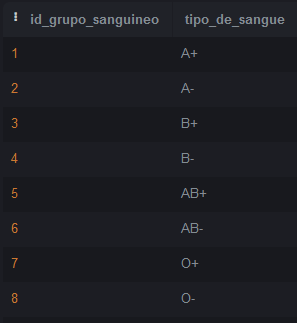 id_grupo_sanguineo tipo_de_sangue
1 A+
2 A-
3 B+
4 B-
5 AB+
6 AB-
7 O+
8 O-